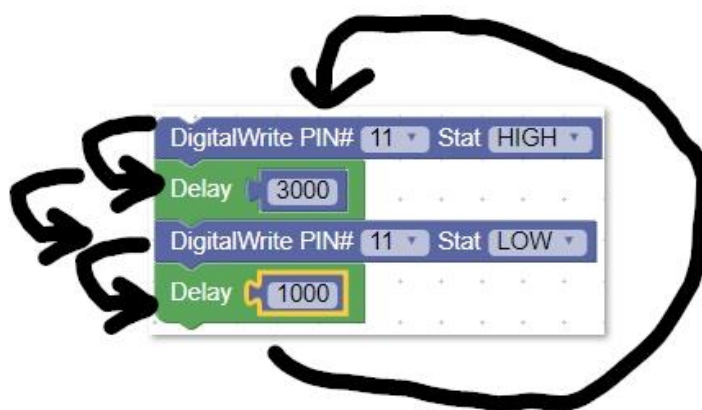 DigitalWrite PIN# 11 Stat HIGH
Delay 3000
DigitalWrite PIN# 11 Stat LOW
Delay 1000